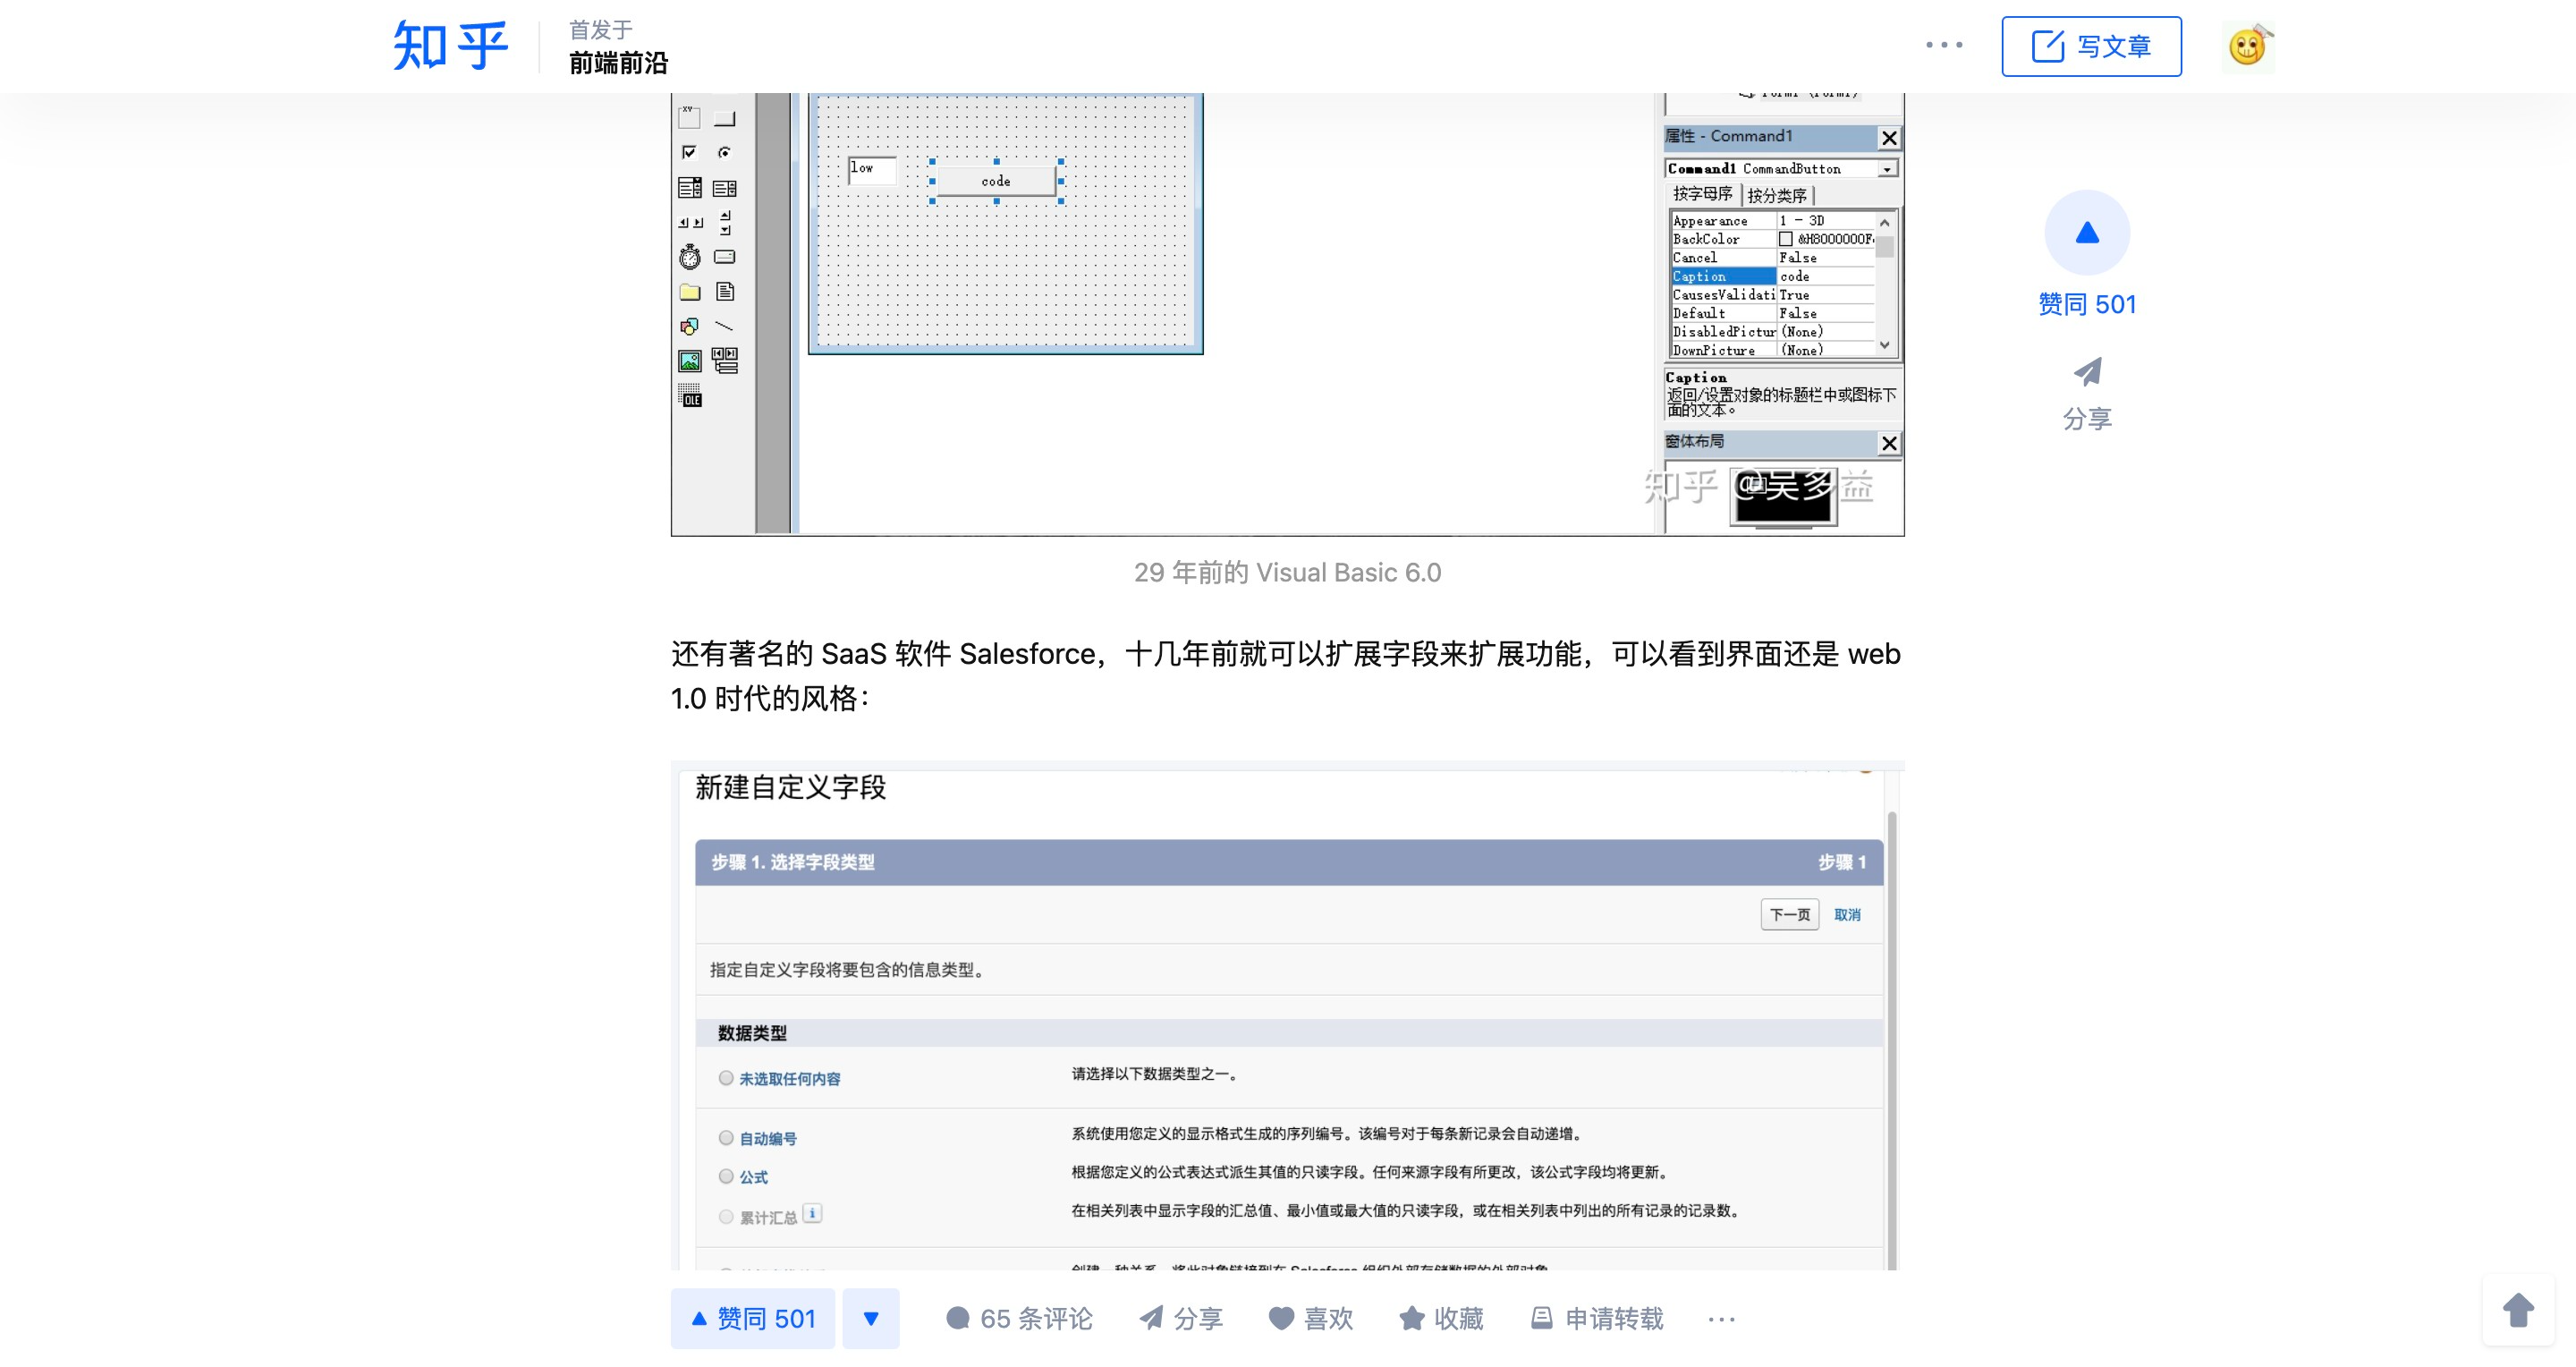 知乎
首发于
前端前沿
写文章
XY
low
code
OLE
属性 - Command1
Command1 CommandButton
按字母序 按分类序
Appearance 1 - 3D
BackColor &H8000000F
Cancel False
Caption code
CausesValidati True
Default False
DisabledPictur (None)
DownPicture (None)
Caption
返回/设置对象的标题栏中或图标下
面的文本。
窗体布局
知乎 @吴多益
赞同 501
分享
29 年前的 Visual Basic 6.0
还有著名的 SaaS 软件 Salesforce，十几年前就可以扩展字段来扩展功能，可以看到界面还是 web
1.0 时代的风格：
新建自定义字段
步骤 1. 选择字段类型 步骤 1
下一页 取消
指定自定义字段将要包含的信息类型。
数据类型
未选取任何内容 请选择以下数据类型之一。
自动编号 系统使用您定义的显示格式生成的序列编号。该编号对于每条新记录会自动递增。
公式 根据您定义的公式表达式派生其值的只读字段。任何来源字段有所更改，该公式字段均将更新。
累计汇总 i 在相关列表中显示字段的汇总值、最小值或最大值的只读字段，或在相关列表中列出的所有记录的记录数。
赞同 501
65 条评论
分享
喜欢
收藏
申请转载